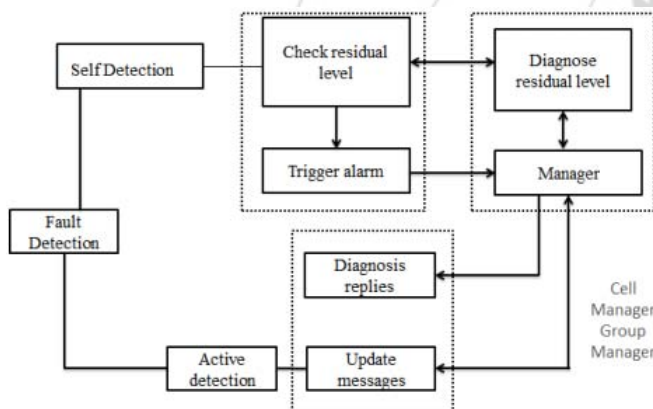 Self Detection
Check residual
level
Diagnose
residual level
Trigger alarm
Manager
Fault
Detection
Diagnosis
replies
Cell
Manager
Group
Manager
Active
detection
Update
messages